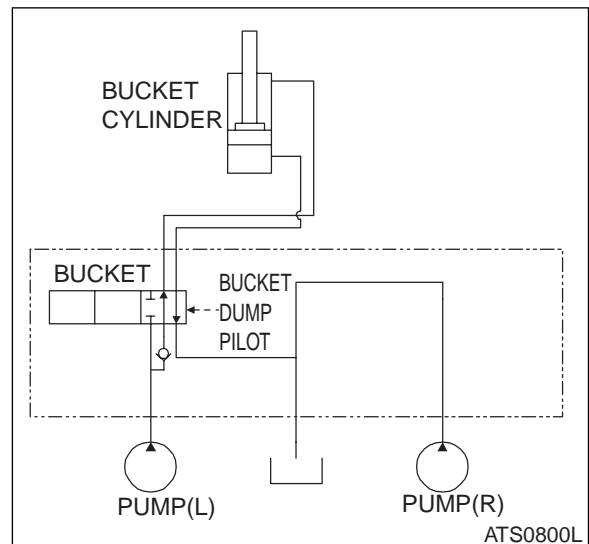 BUCKET
CYLINDER
BUCKET
BUCKET
DUMP
PILOT
PUMP(L)
PUMP(R)
ATS0800L